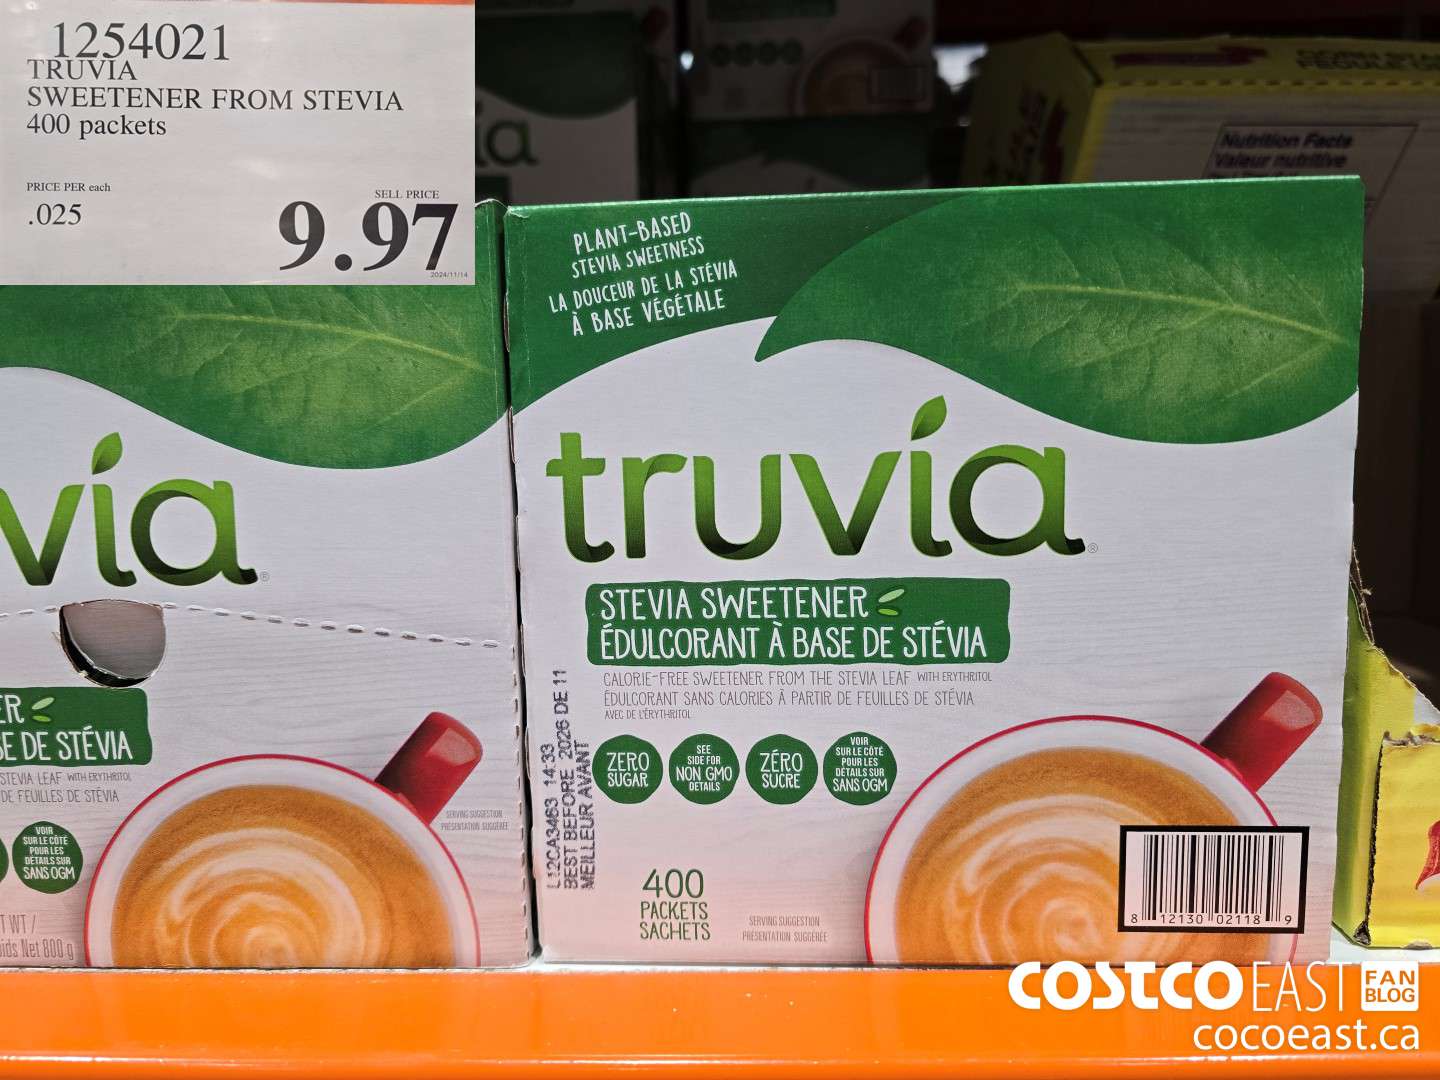 1254021
TRUVIA
SWEETENER FROM STEVIA
400 packets
PRICE PER each
.025
SELL PRICE
9.97
2024/11/14
ia
Nutrition Facts
Valeur nutritive
PLANT-BASED
STEVIA SWEETNESS
LA DOUCEUR DE LA STÉVIA
À BASE VÉGÉTALE
truvía®
STEVIA SWEETENER
ÉDULCORANT À BASE DE STÉVIA
CALORIE-FREE SWEETENER FROM THE STEVIA LEAF WITH ERYTHRITOL
ÉDULCORANT SANS CALORIES À PARTIR DE FEUILLES DE STÉVIA
AVEC DE L'ÉRYTHRITOL
ZERO
SUGAR
SEE
SIDE FOR
NON GMO
DETAILS
ZÉRO
SUCRE
VOIR
SUR LE CÔTÉ
POUR LES
DÉTAILS SUR
SANS OGM
L12CA3463 14:33
BEST BEFORE 2026 DE 11
MEILLEUR AVANT
400
PACKETS
SACHETS
SERVING SUGGESTION
PRÉSENTATION SUGGÉRÉE
8 12130 02118 9
vía®
ER
SE DE STÉVIA
STEVIA LEAF WITH ERYTHRITOL
DE FEUILLES DE STÉVIA
VOIR
SUR LE CÔTÉ
POUR LES
DÉTAILS SUR
SANS OGM
SERVING SUGGESTION
PRÉSENTATION SUGGÉRÉE
T WT /
oids Net 800 g
COSTCO EAST FAN
BLOG
cocoeast.ca